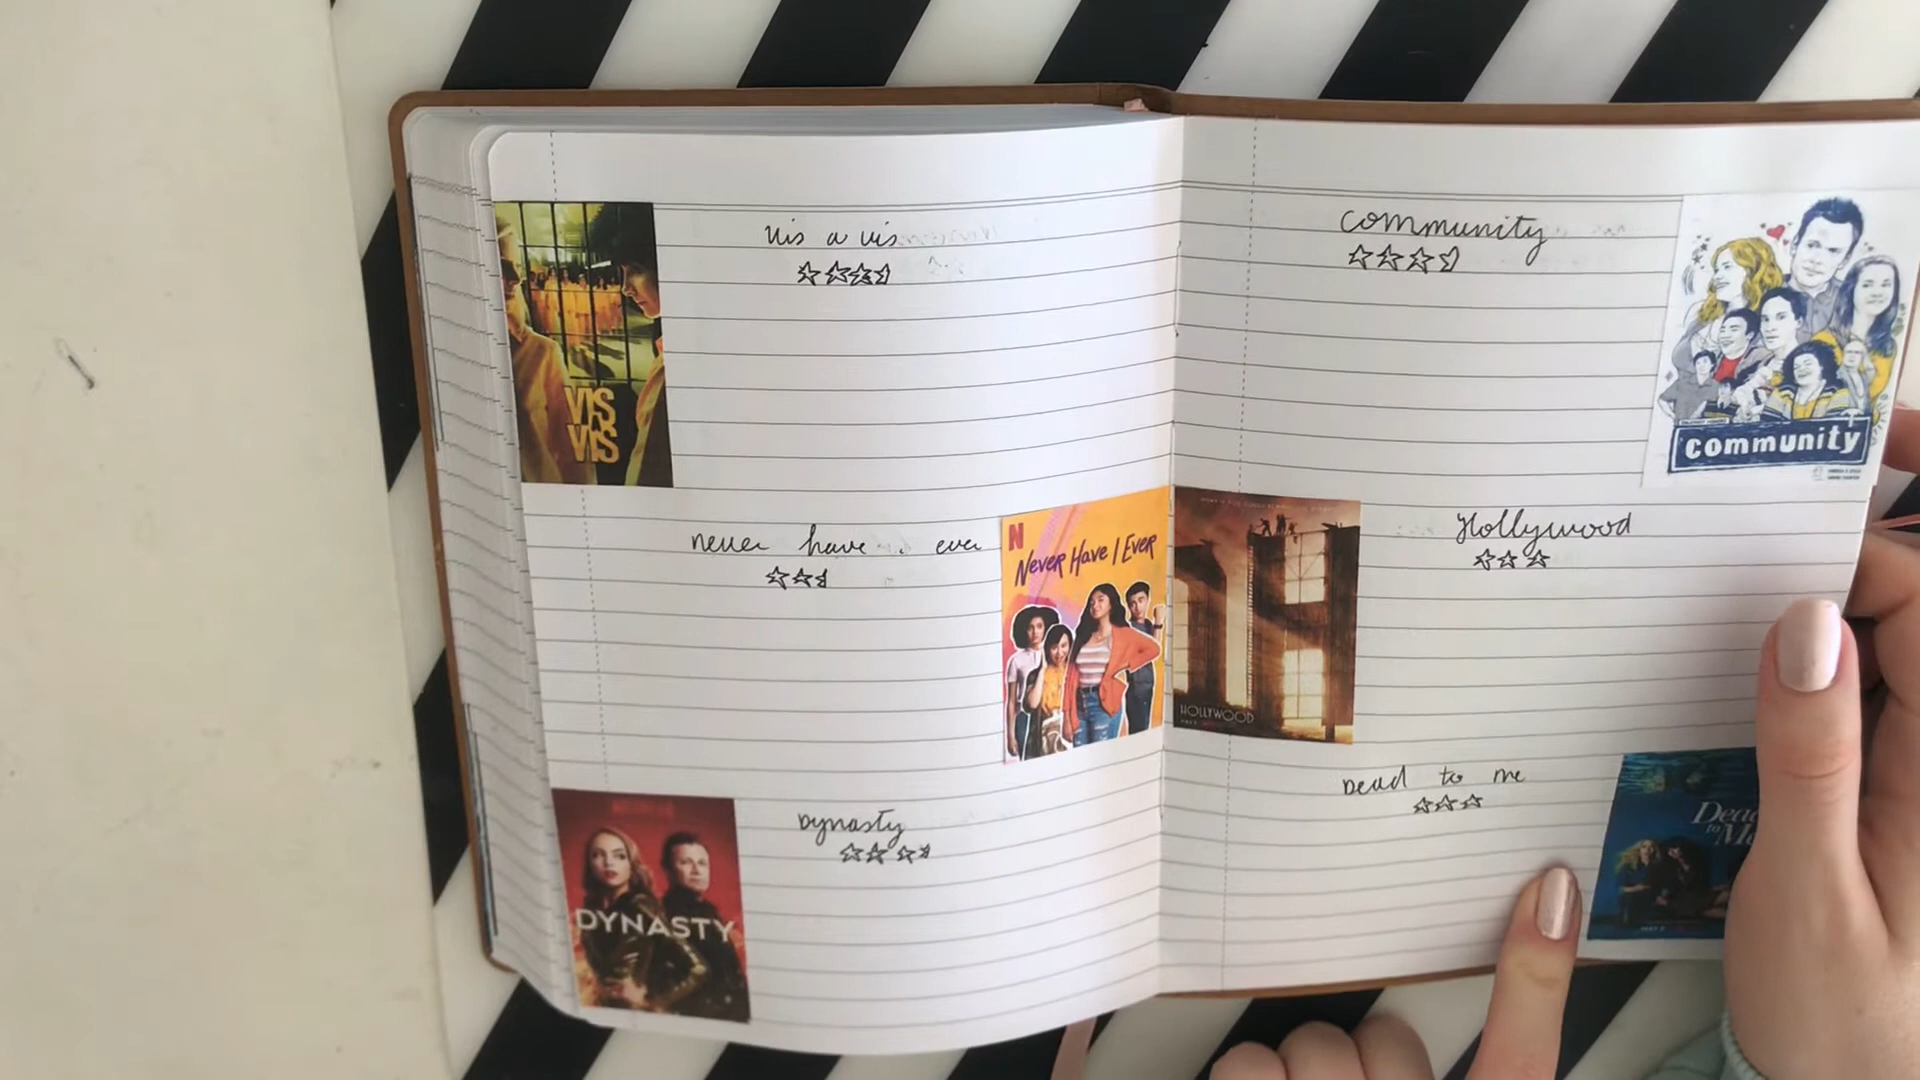 vis a vis
VIS
VIS
never have i ever
N
Never Have I Ever
Dynasty
DYNASTY
community
community
Hollywood
HOLLYWOOD
Dead to me
Dead
to Me